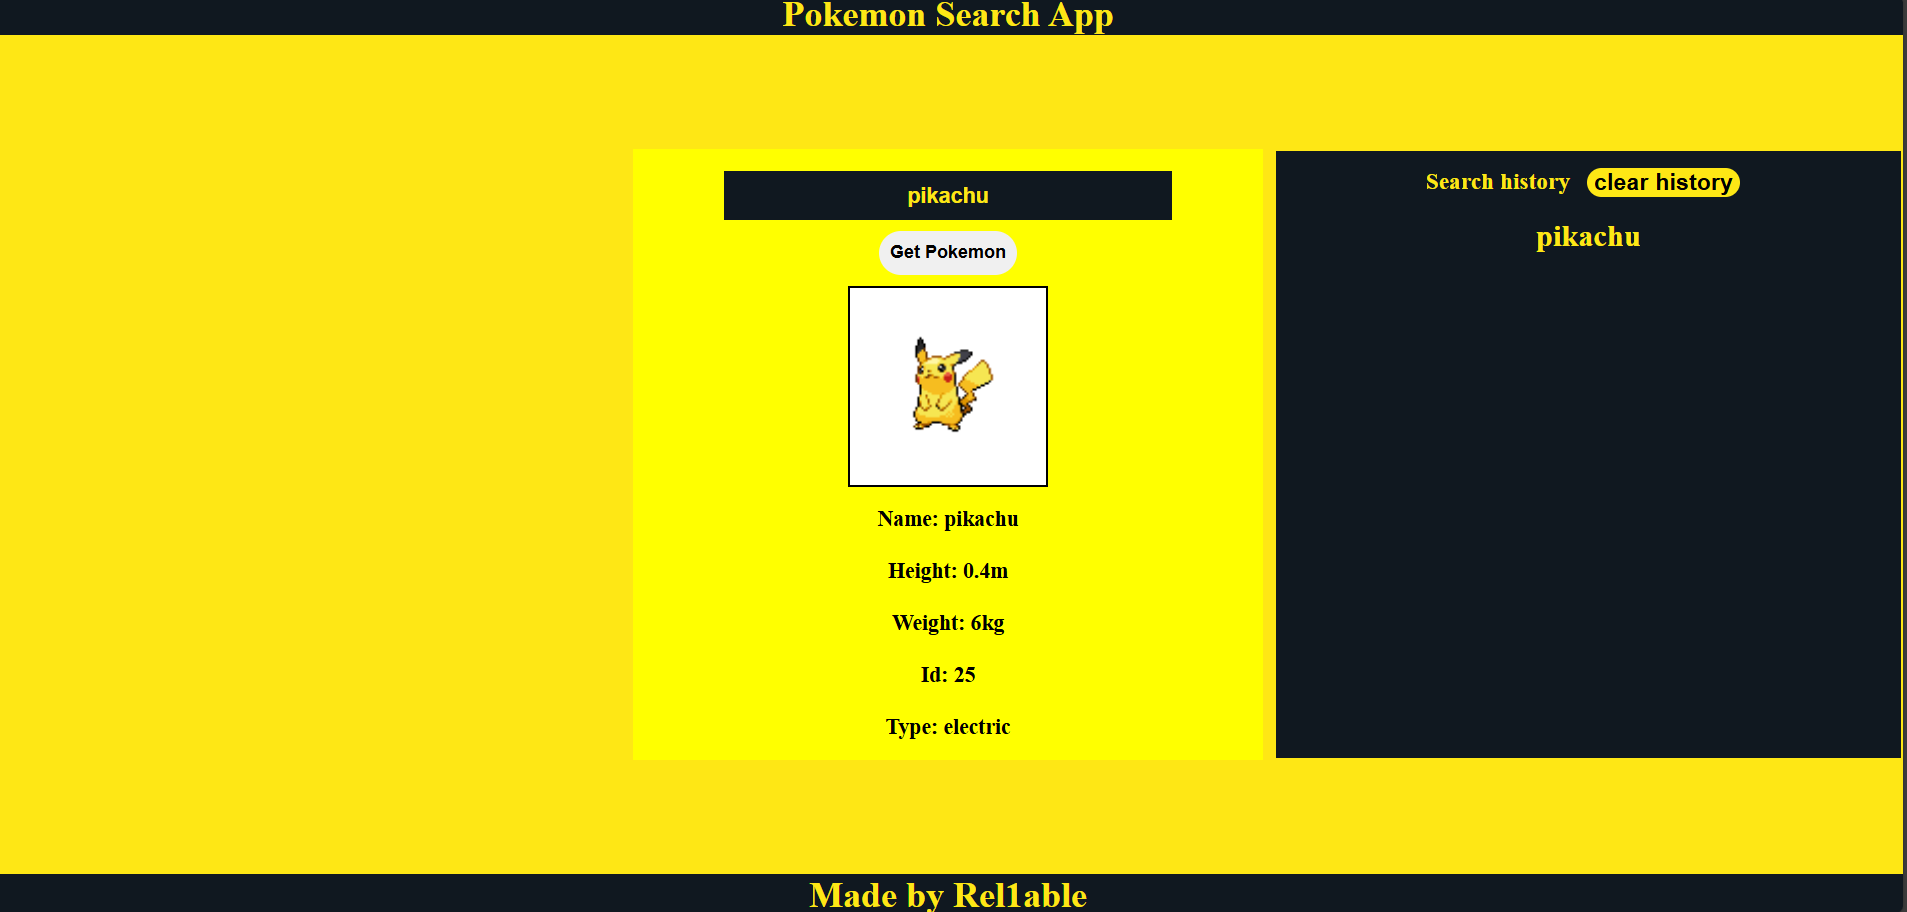 Pokemon Search App
pikachu
Get Pokemon
Name: pikachu
Height: 0.4m
Weight: 6kg
Id: 25
Type: electric
Search history clear history
pikachu
Made by Rel1able